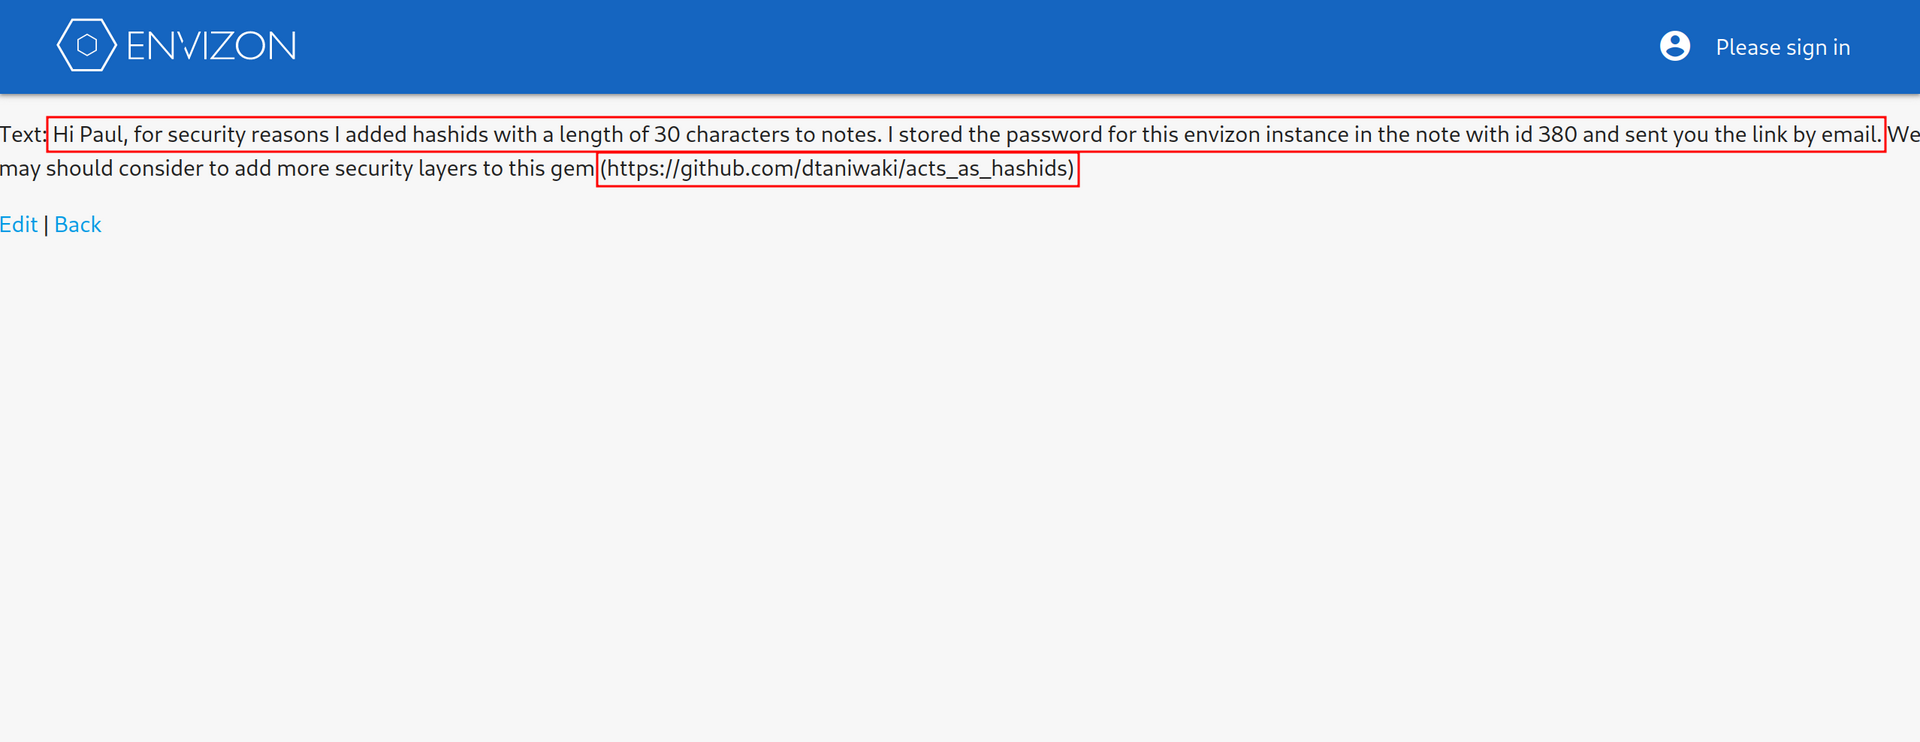 ENVIZON
Please sign in
Text: Hi Paul, for security reasons I added hashids with a length of 30 characters to notes. I stored the password for this envizon instance in the note with id 380 and sent you the link by email. We
may should consider to add more security layers to this gem (https://github.com/dtaniwaki/acts_as_hashids)
Edit | Back